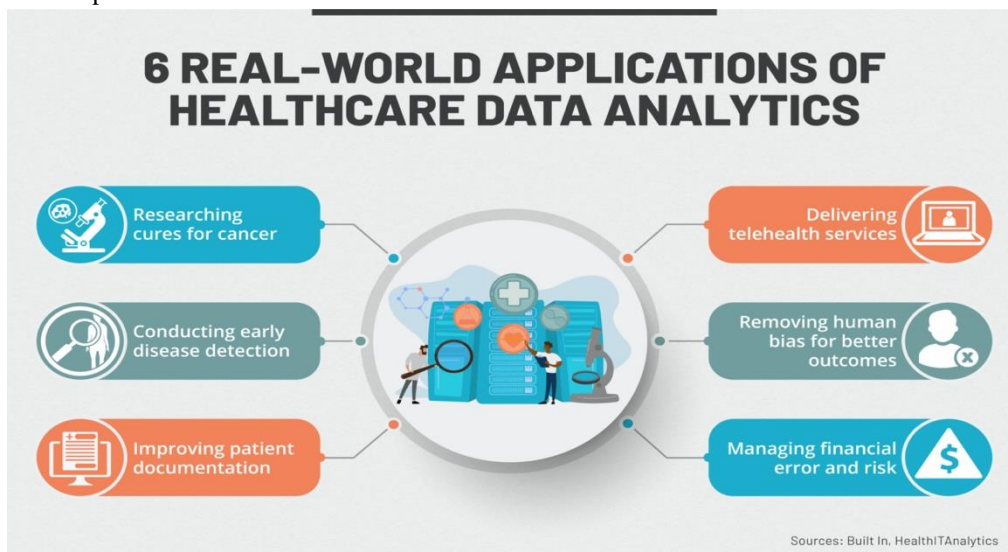 6 REAL-WORLD APPLICATIONS OF
HEALTHCARE DATA ANALYTICS
Researching
cures for cancer
Conducting early
disease detection
Improving patient
documentation
Delivering
telehealth services
Removing human
bias for better
outcomes
Managing financial
error and risk
$
Sources: Built In, HealthITAnalytics